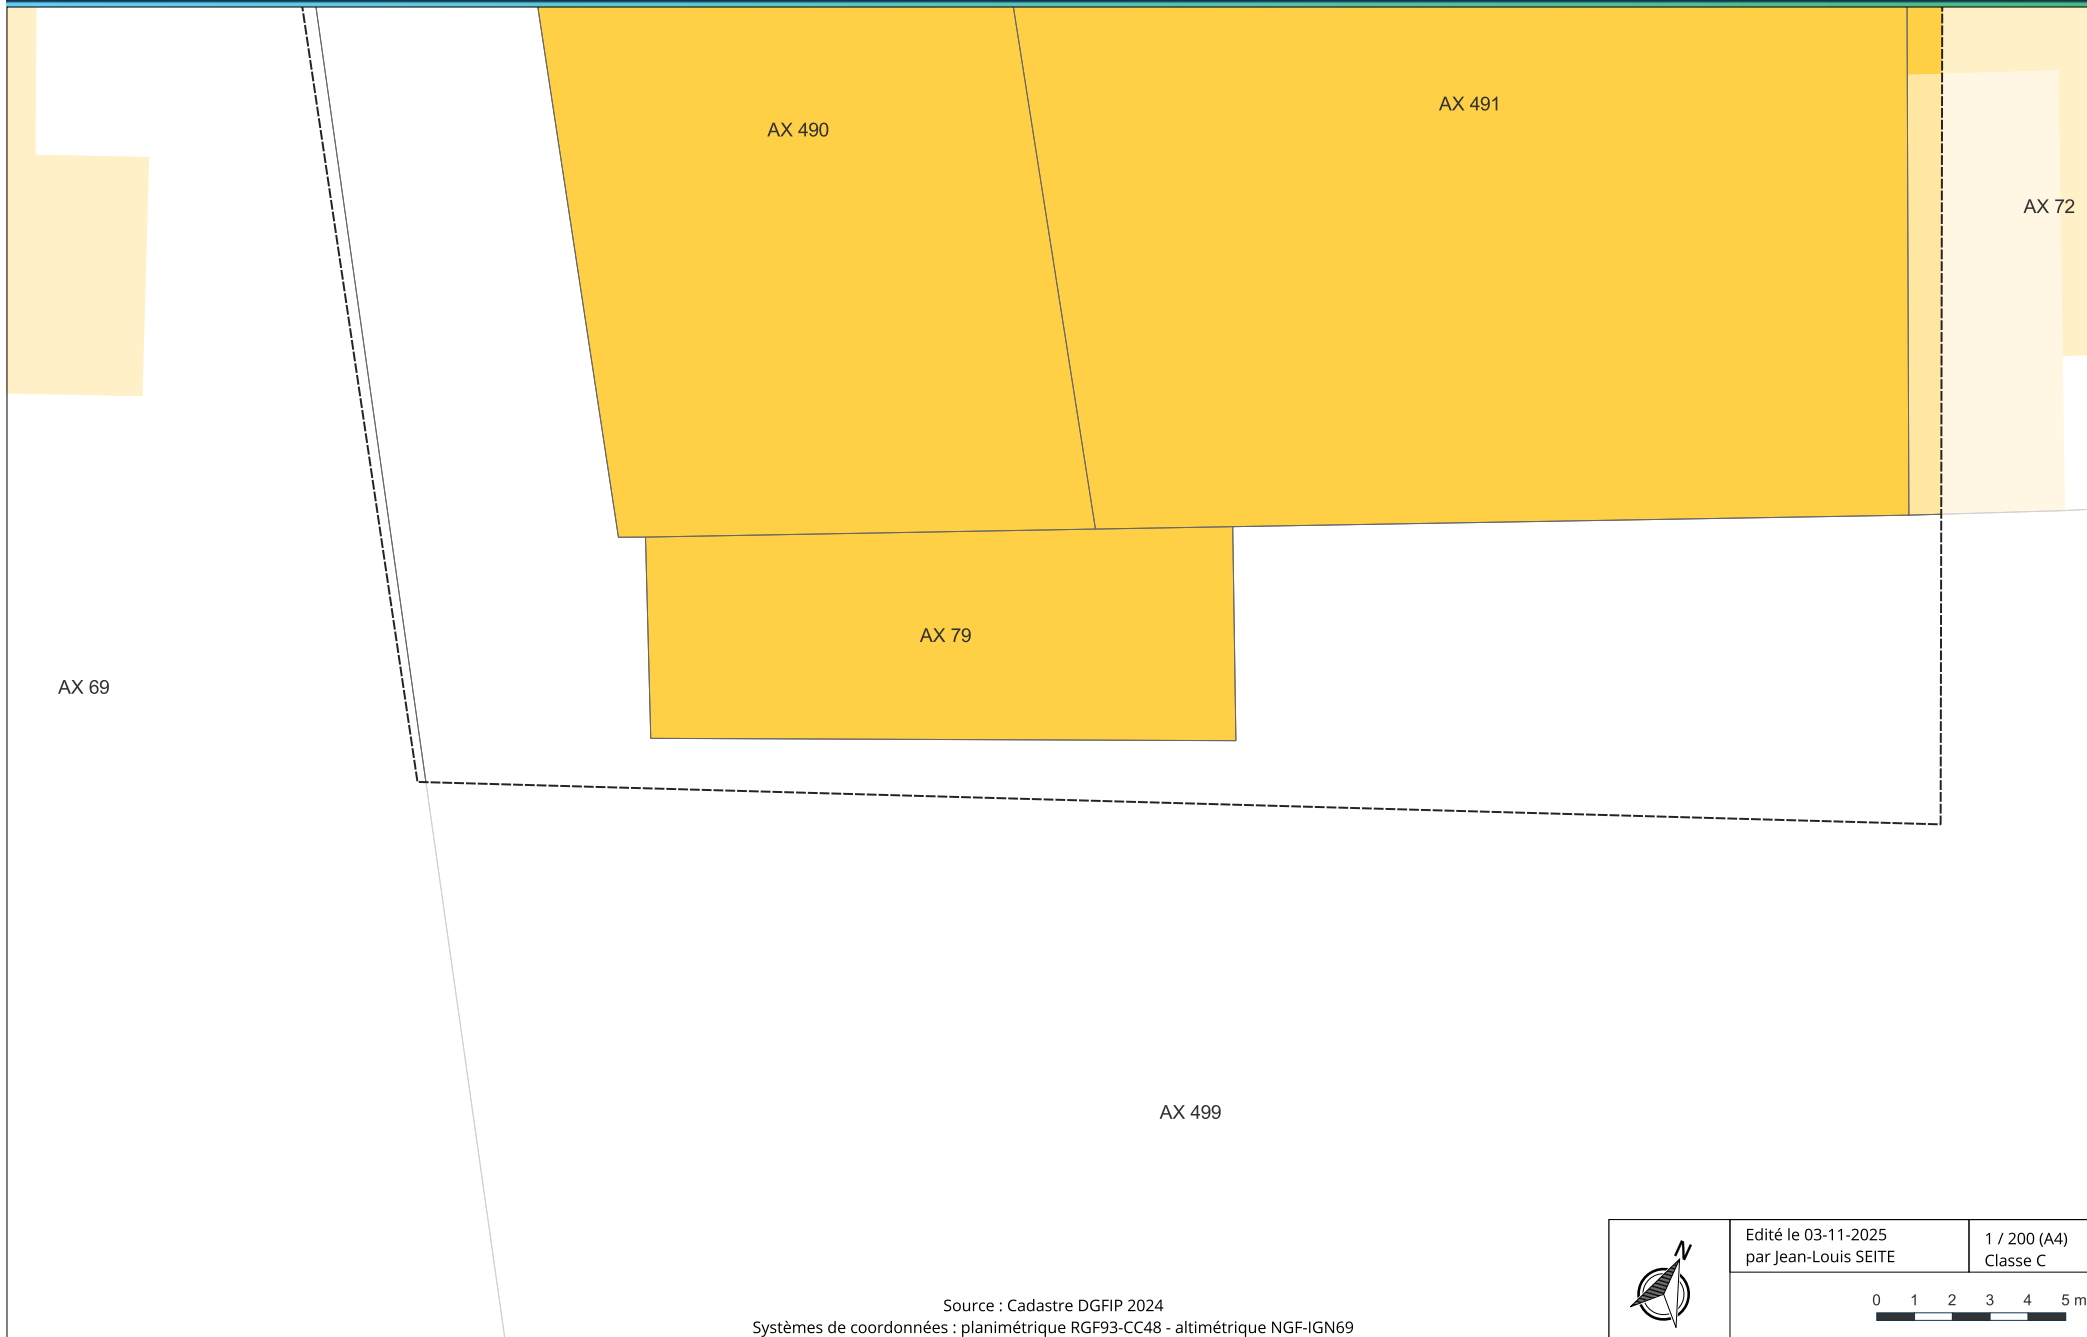 AX 491
AX 490
AX 72
AX 79
AX 69
AX 499
N
Edité le 03-11-2025
par Jean-Louis SEITE
1 / 200 (A4)
Classe C
0 1 2 3 4 5 m
Source : Cadastre DGFIP 2024
Systèmes de coordonnées : planimétrique RGF93-CC48 - altimétrique NGF-IGN69